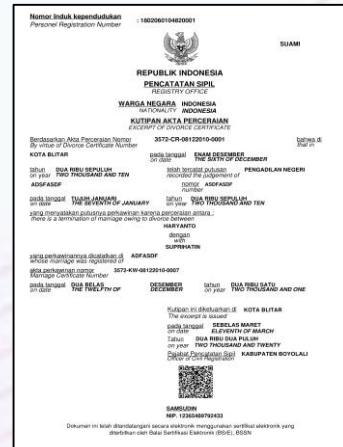 Nomor Induk kependudukan : 1802060104820001
Personel Registration Number
SUAMI
REPUBLIK INDONESIA
PENCATATAN SIPIL
REGISTRY OFFICE
WARGA NEGARA INDONESIA
NATIONALITY INDONESIA
KUTIPAN AKTA PERCERAIAN
EXCERPT OF DIVORCE CERTIFICATE
Berdasarkan Akta Perceraian Nomor 3572-CR-08122010-0001 bahwa di
By virtue of Divorce Certificate Number that in
KOTA BLITAR pada tanggal ENAM DESEMBER
on date THE SIXTH OF DECEMBER
tahun DUA RIBU SEPULUH telah tercatat putusan PENGADILAN NEGERI
on year TWO THOUSAND AND TEN recorded the judgement of
ADSFASDF nomor ASDFASDF
number
pada tanggal TUJUH JANUARI tahun DUA RIBU SEPULUH
on date THE SEVENTH OF JANUARY on year TWO THOUSAND AND TEN
yang menyatakan putusnya perkawinan karena perceraian antara :
there is a termination of marriage owing to divorce between
HARYANTO
dengan
with
SUPRIHATIN
yang perkawinannya dicatatkan di ADFASDF
whose marriage was registered of
akta perkawinan nomor 3572-KW-08122010-0007
Marriage Certificate Number
pada tanggal DUA BELAS DESEMBER tahun DUA RIBU SATU
on date THE TWELFTH OF DECEMBER on year TWO THOUSAND AND ONE
Kutipan ini dikeluarkan di KOTA BLITAR
The excerpt is issued
pada tanggal SEBELAS MARET
on date ELEVENTH OF MARCH
Tahun DUA RIBU DUA PULUH
on year TWO THOUSAND AND TWENTY
Pejabat Pencatatan Sipil KABUPATEN BOYOLALI
Officer of Civil Registration
SAMSUDIN
NIP. 12365489792433
Dokumen ini telah ditandatangani secara elektronik menggunakan sertifikat elektronik yang
diterbitkan oleh Balai Sertifikasi Elektronik (BSrE), BSSN